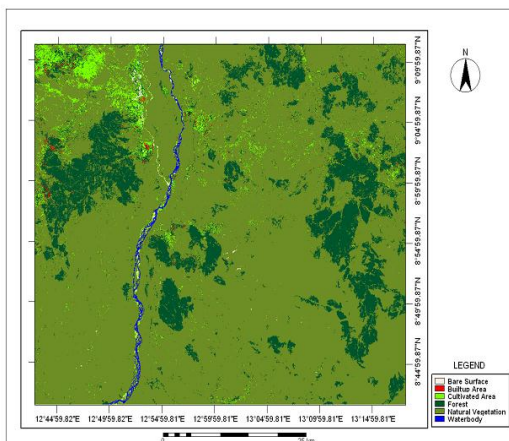 N
9°09'59.87"N
9°04'59.87"N
8°59'59.87"N
8°54'59.87"N
8°49'59.87"N
8°44'59.87"N
12°44'59.82"E 12°49'59.82"E 12°54'59.81"E 12°59'59.81"E 13°04'59.81"E 13°09'59.81"E 13°14'59.81"E
LEGEND
Bare Surface
Builtup Area
Cultivated Area
Forest
Natural Vegetation
Waterbody
0 25 km